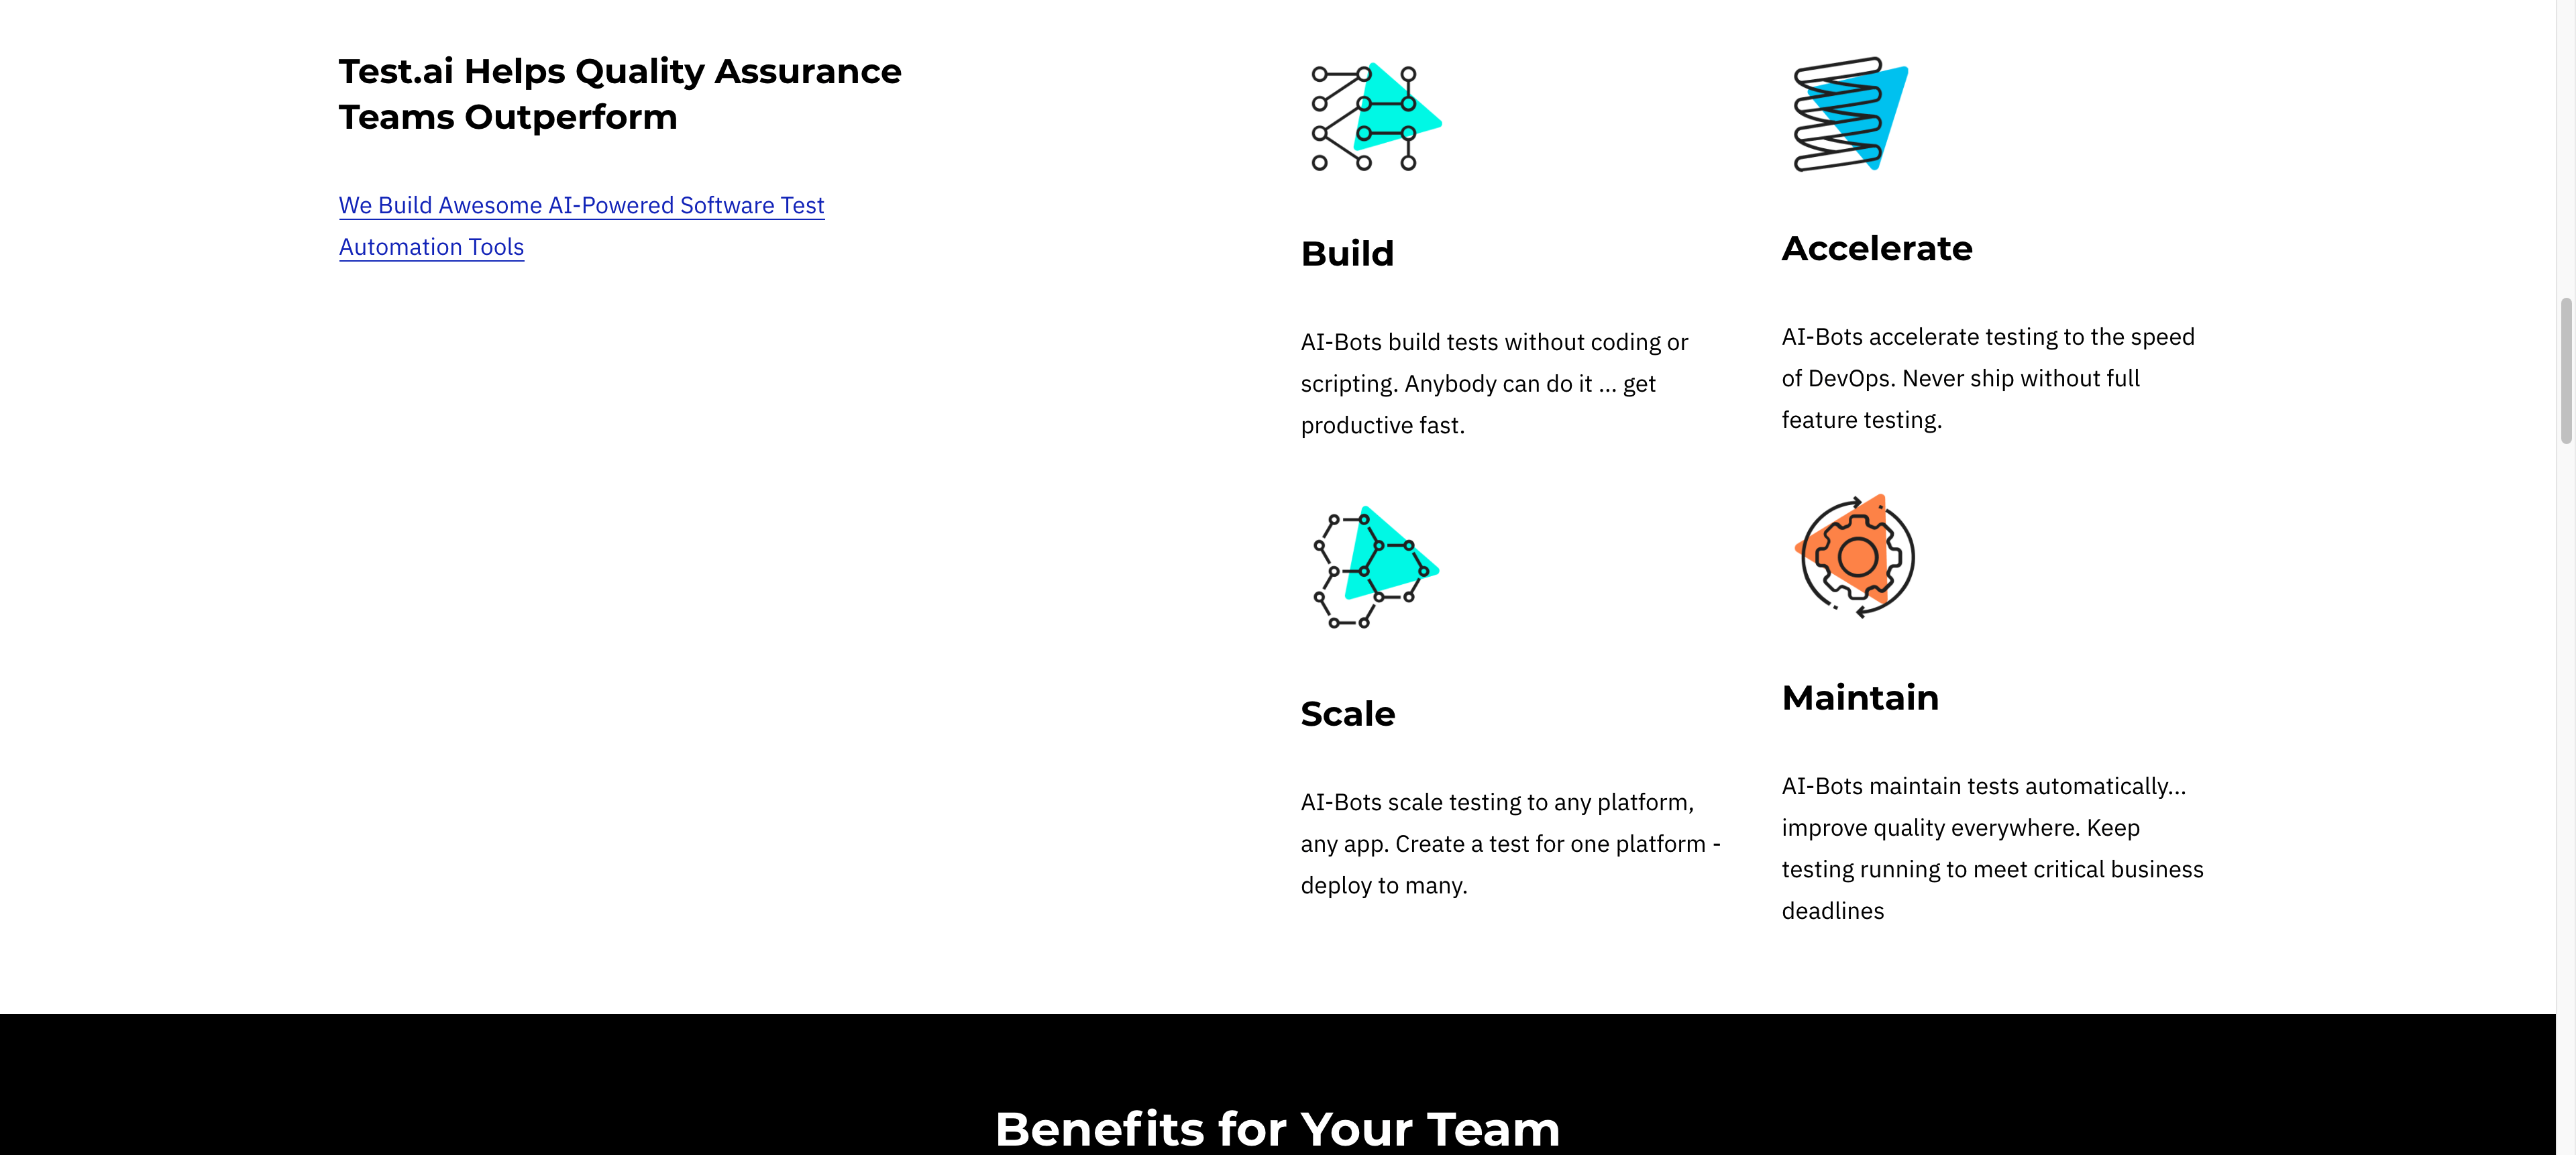 Test.ai Helps Quality Assurance
Teams Outperform
We Build Awesome AI-Powered Software Test
Automation Tools
Build
AI-Bots build tests without coding or
scripting. Anybody can do it ... get
productive fast.
Accelerate
AI-Bots accelerate testing to the speed
of DevOps. Never ship without full
feature testing.
Scale
AI-Bots scale testing to any platform,
any app. Create a test for one platform -
deploy to many.
Maintain
AI-Bots maintain tests automatically...
improve quality everywhere. Keep
testing running to meet critical business
deadlines
Benefits for Your Team